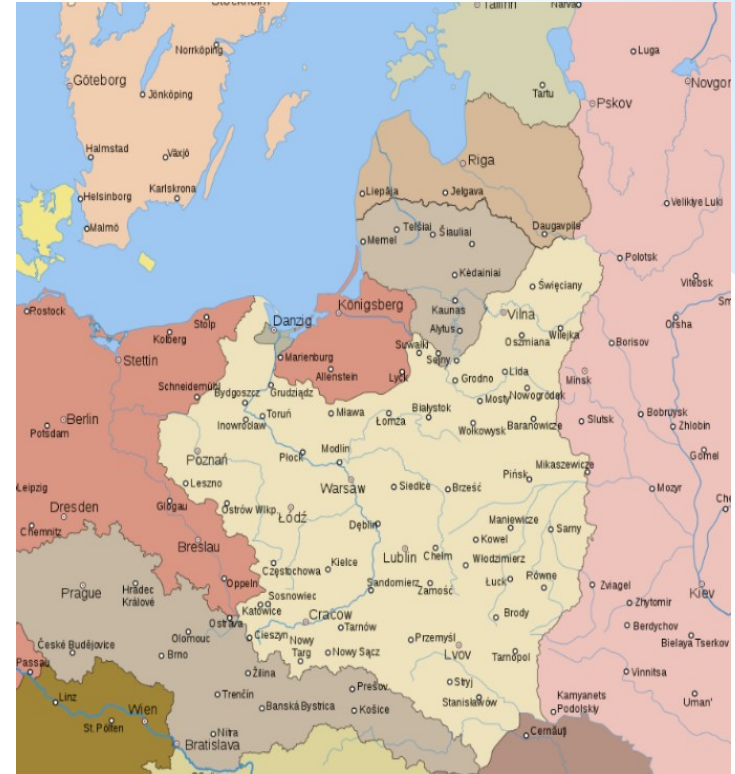 Stockholm
Tallinn
Narva
Norrköping
Luga
Göteborg
Jönköping
Tartu
Novgor
Pskov
Halmstad
Växjö
Riga
Helsinborg
Karlskrona
Liepāja
Jelgava
Velikiye Luki
Malmö
Telšiai
Šiauliai
Daugavpils
Memel
Polotsk
Kėdainiai
Vitebsk
Święciany
Rostock
Königsberg
Kaunas
Vilna
Sm
Stolp
Danzig
Alytus
Orsha
Kolberg
Suwałki
Oszmiana
Wilejka
Borisov
Stettin
Marienburg
Sejny
Allenstein
Lyck
Lida
Minsk
Schneidemühl
Grodno
Bydgoszcz
Grudziądz
Mosty
Nowogródek
Berlin
Toruń
Mława
Białystok
Bobruysk
Potsdam
Inowrocław
Łomża
Wołkowysk
Baranowicze
Slutsk
Zhlobin
Poznań
Płock
Modlin
Gomel
Leszno
Warsaw
Siedlce
Brześć
Pińsk
Mikaszewicze
Leipzig
Mozyr
Dresden
Glogau
Ostrów Wlkp.
Łódź
Che
Chemnitz
Dęblin
Maniewicze
Sarny
Breslau
Kowel
Lublin
Chełm
Włodzimierz
Oppeln
Częstochowa
Kielce
Sandomierz
Zamość
Łuck
Równe
Zviagel
Prague
Hrádec
Králové
Sosnowiec
Katowice
Kiev
Zhytomir
Ostrava
Cracow
Brody
České Budějovice
Olomouc
Cieszyn
Tarnów
Berdychov
Nowy
Targ
Przemyśl
Bielaya Tserkov
Brno
Nowy Sącz
Lvov
Tarnopol
Passau
Žilina
Vinnitsa
Trenčín
Prešov
Stryj
Linz
Banská Bystrica
Košice
Stanisławów
Kamyanets
Podolskiy
Uman'
Wien
St. Pölten
Nitra
Cernăuți
Bratislava